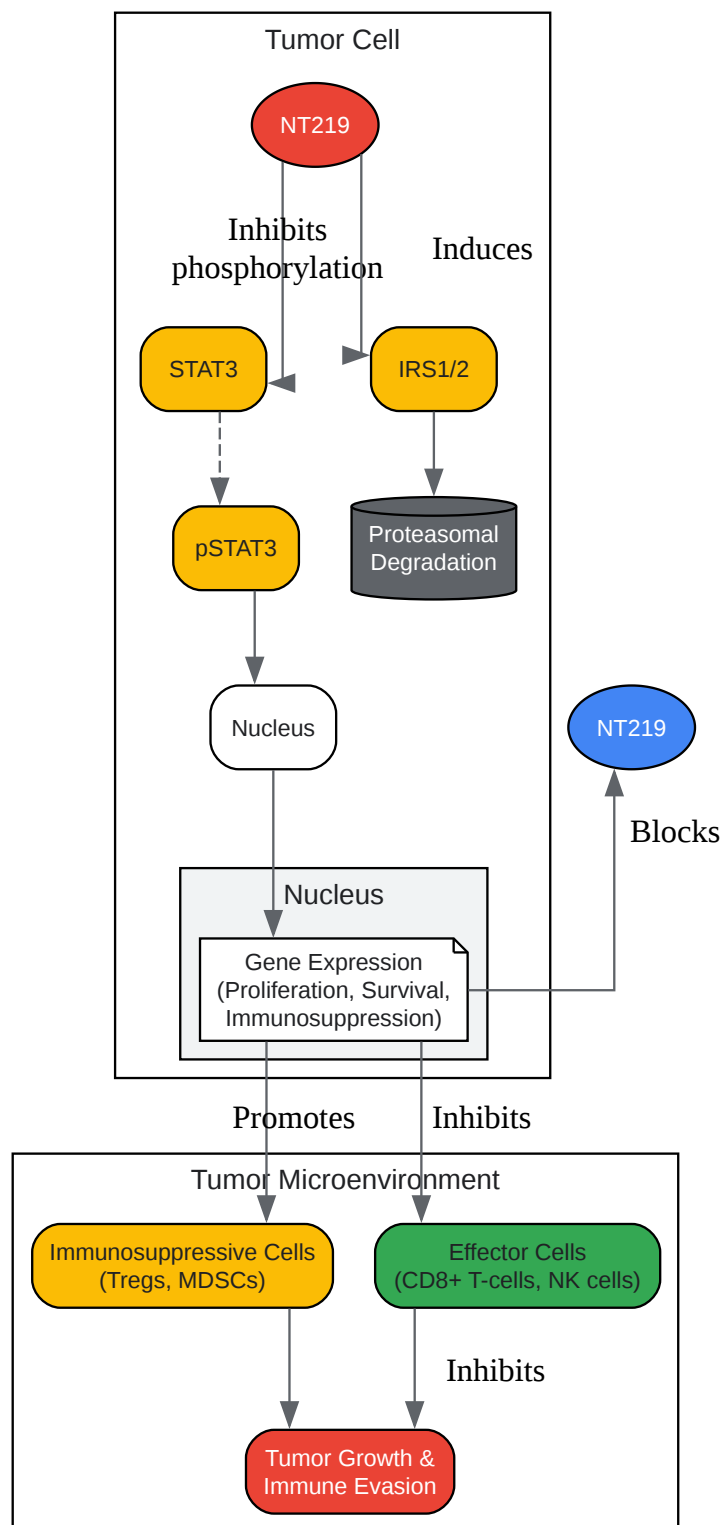 Tumor Cell
NT219
Inhibits
phosphorylation
Induces
STAT3
IRS1/2
pSTAT3
Proteasomal
Degradation
Nucleus
NT219
Blocks
Nucleus
Gene Expression
(Proliferation, Survival,
Immunosuppression)
Promotes
Inhibits
Tumor Microenvironment
Immunosuppressive Cells
(Tregs, MDSCs)
Effector Cells
(CD8+ T-cells, NK cells)
Inhibits
Tumor Growth &
Immune Evasion